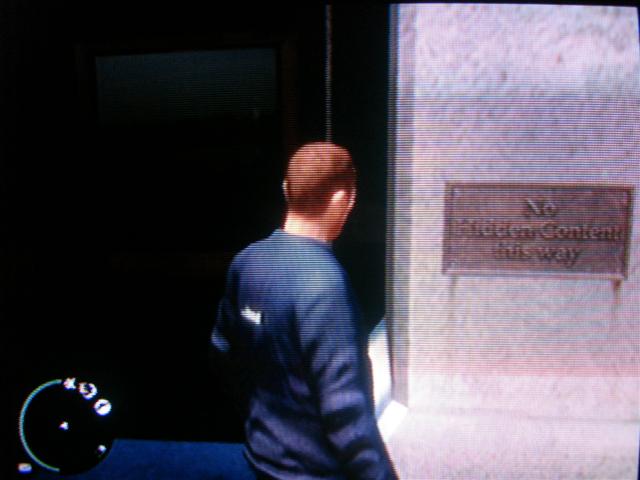 No
Hidden Content
this way